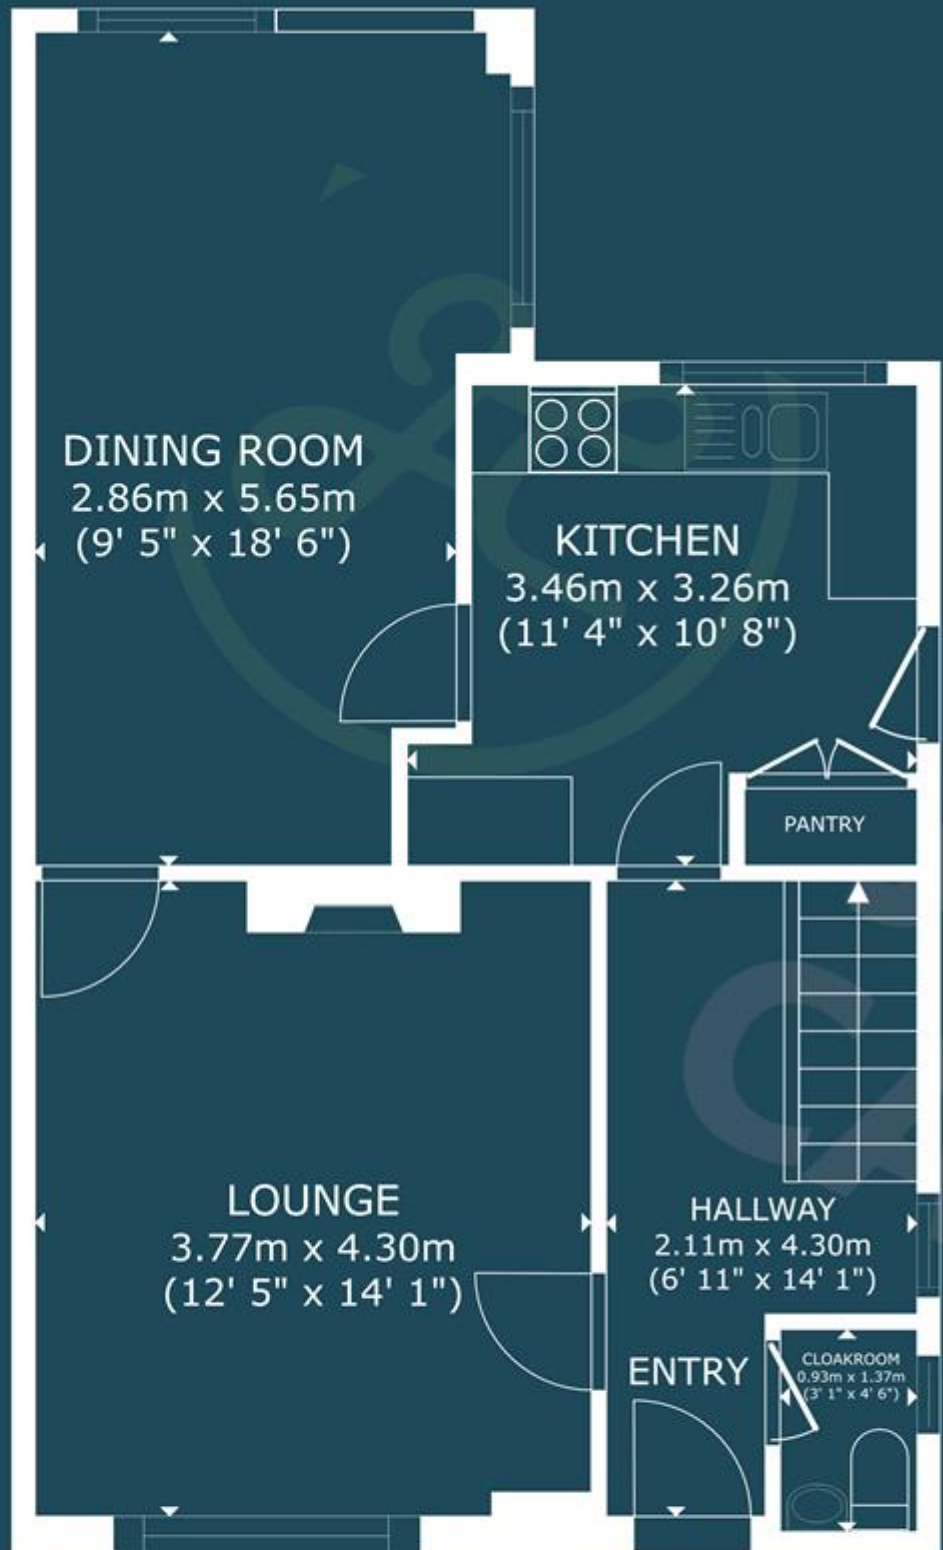 DINING ROOM
2.86m x 5.65m
(9' 5" x 18' 6")
KITCHEN
3.46m x 3.26m
(11' 4" x 10' 8")
PANTRY
LOUNGE
3.77m x 4.30m
(12' 5" x 14' 1")
HALLWAY
2.11m x 4.30m
(6' 11" x 14' 1")
ENTRY
CLOAKROOM
0.93m x 1.37m
(3' 1" x 4' 6")